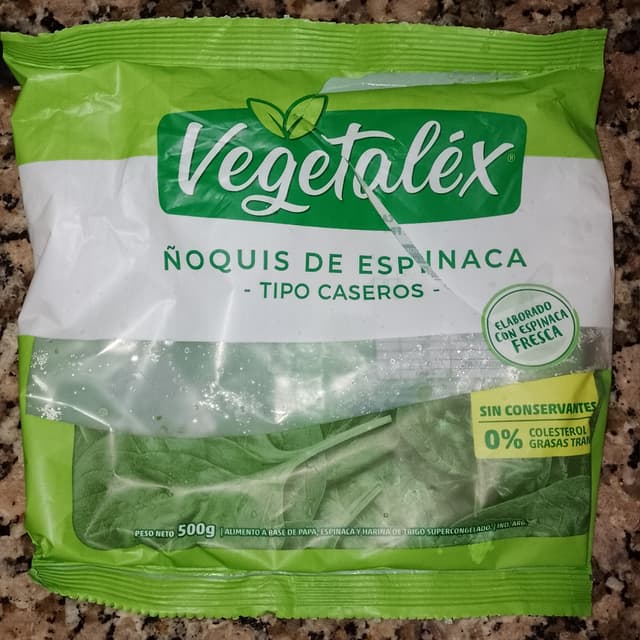 Vegetaléx®
ÑOQUIS DE ESPINACA
- TIPO CASEROS -
ELABORADO
CON ESPINACA
FRESCA
SIN CONSERVANTES
0% COLESTEROL
GRASAS TRAN
PESO NETO 500g | ALIMENTO A BASE DE PAPA, ESPINACA Y HARINA DE TRIGO SUPERCONGELADO. | IND. ARG.